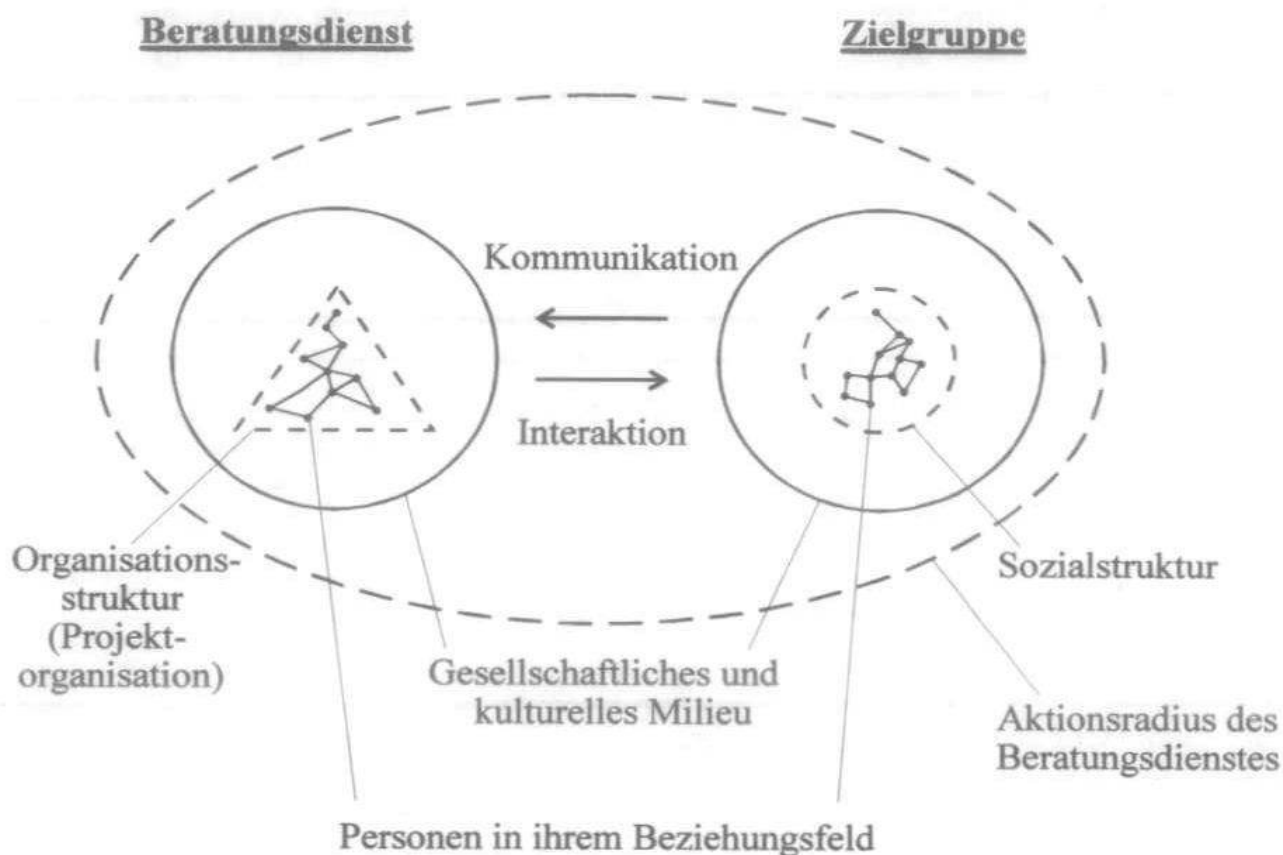 Beratungsdienst
Zielgruppe
Kommunikation
Interaktion
Organisations-
struktur
(Projekt-
organisation)
Gesellschaftliches und
kulturelles Milieu
Sozialstruktur
Aktionsradius des
Beratungsdienstes
Personen in ihrem Beziehungsfeld